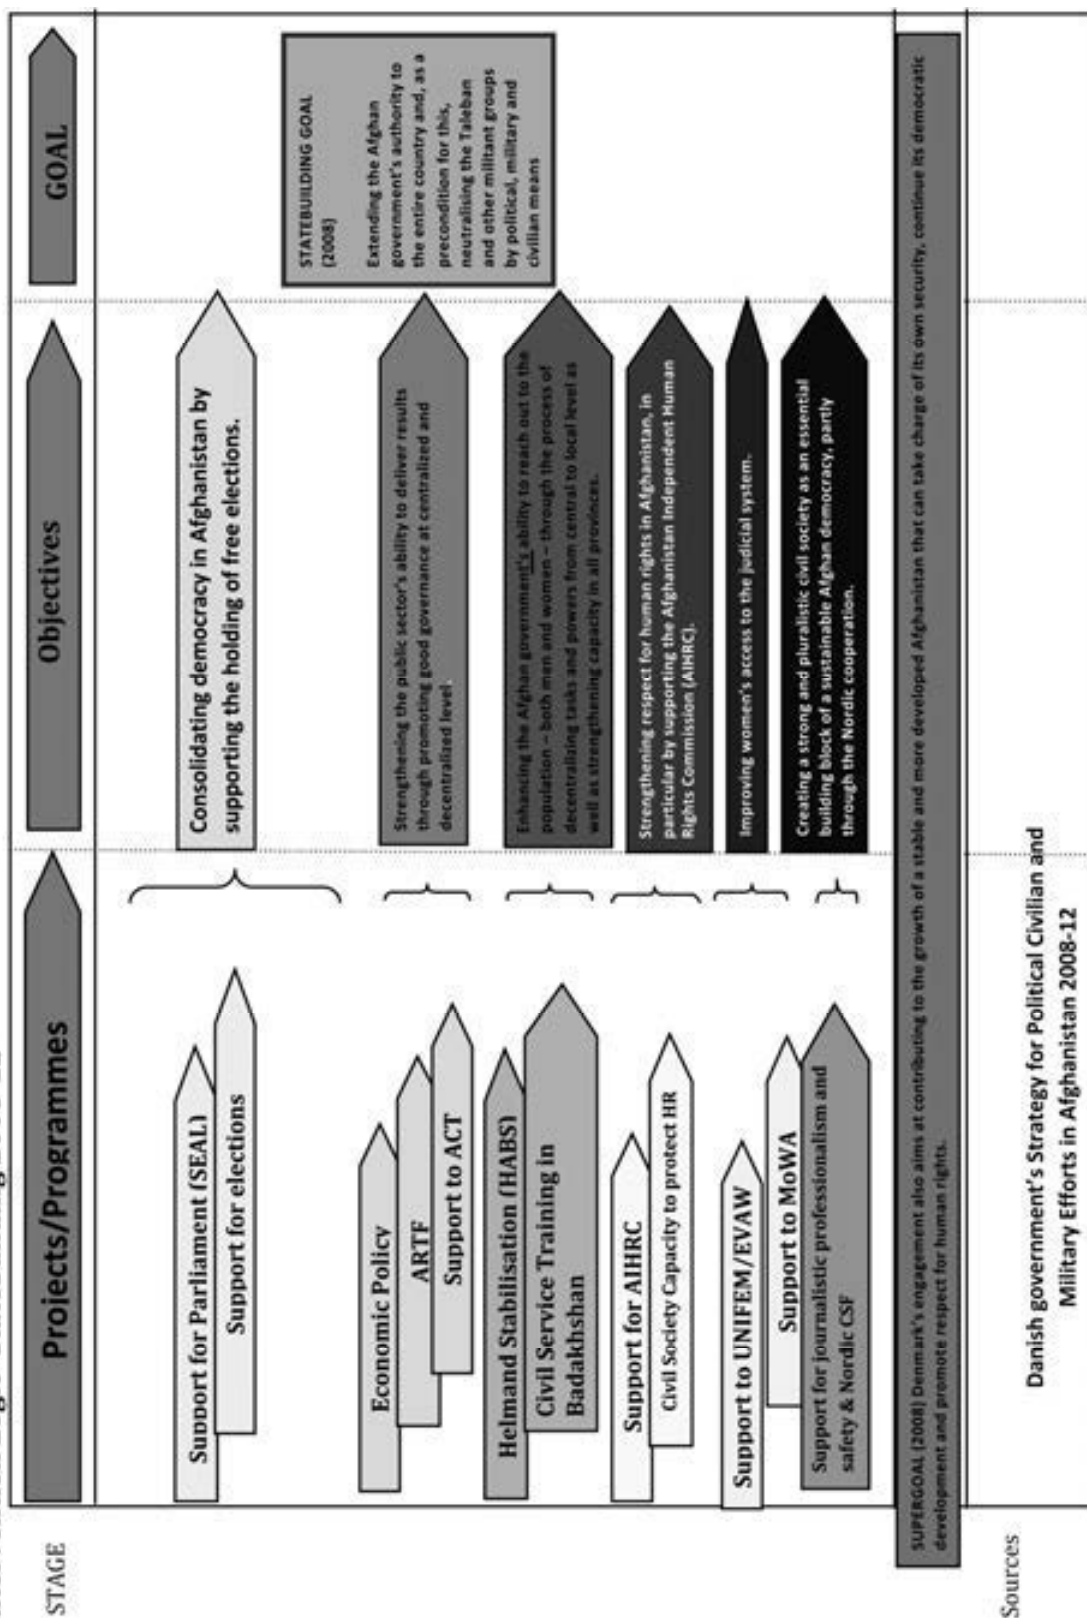 STAGE
Projects/Programmes
Objectives
GOAL
Support for Parliament (SEAL)
Support for elections
Consolidating democracy in Afghanistan by
supporting the holding of free elections.
STATEBUILDING GOAL
(2008)
Extending the Afghan
government's authority to
the entire country and, as a
precondition for this,
neutralising the Taleban
and other militant groups
by political, military and
civilian means
Economic Policy
ARTF
Support to ACT
Strengthening the public sector's ability to deliver results
through promoting good governance at centralized and
decentralized level.
Helmand Stabilisation (HABS)
Civil Service Training in
Badakhshan
Enhancing the Afghan government's ability to reach out to the
population – both men and women – through the process of
decentralizing tasks and powers from central to local level as
well as strengthening capacity in all provinces.
Support for AIHRC
Civil Society Capacity to protect HR
Strengthening respect for human rights in Afghanistan, in
particular by supporting the Afghanistan Independent Human
Rights Commission (AIHRC).
Support to UNIFEM/EVAW
Support to MoWA
Improving women's access to the judicial system.
Support for journalistic professionalism and
safety & Nordic CSF
Creating a strong and pluralistic civil society as an essential
building block of a sustainable Afghan democracy, partly
through the Nordic cooperation.
SUPERGOAL (2008) Denmark's engagement also aims at contributing to the growth of a stable and more developed Afghanistan that can take charge of its own security, continue its democratic
development and promote respect for human rights.
Sources
Danish government's Strategy for Political Civilian and
Military Efforts in Afghanistan 2008-12